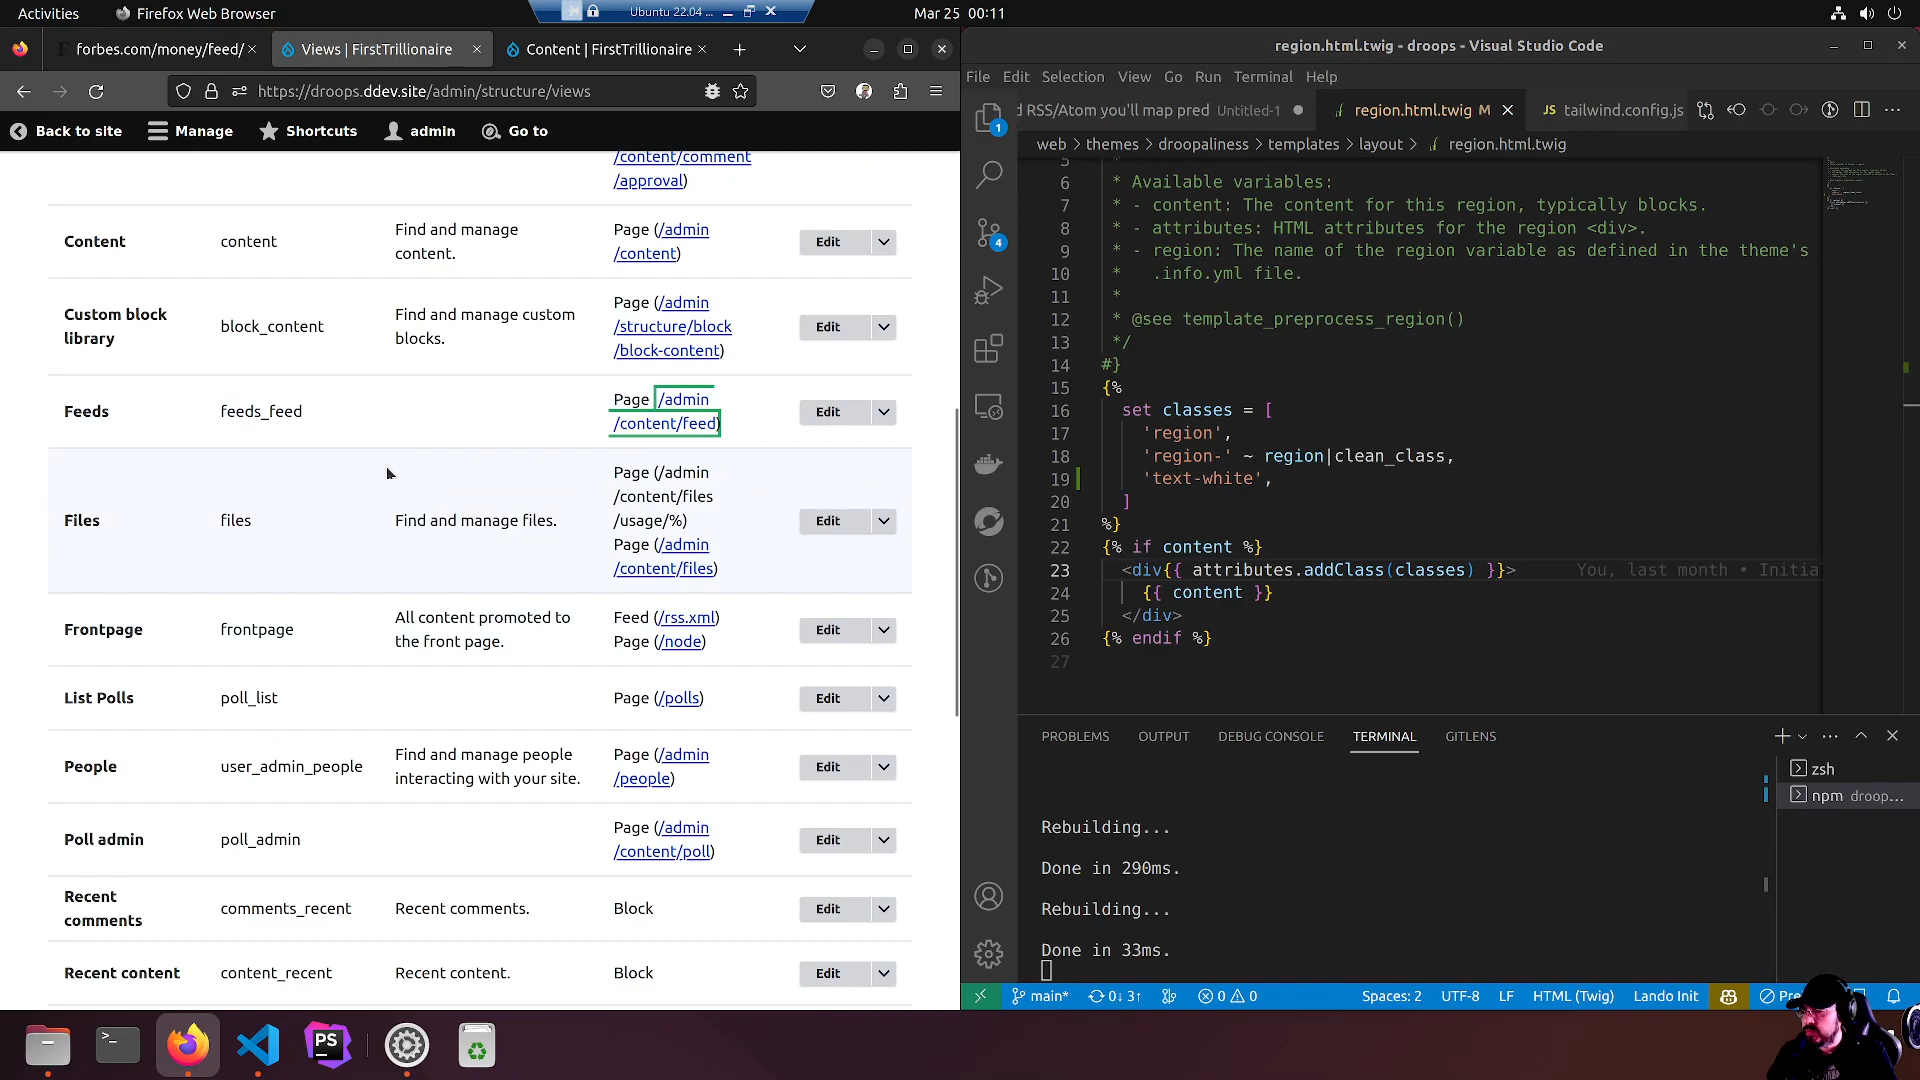 Activities
Firefox Web Browser
Ubuntu 22.04 ...
Mar 25 00:11
forbes.com/money/feed/
Views | FirstTrillionaire
Content | FirstTrillionaire
https://droops.ddev.site/admin/structure/views
Back to site
Manage
Shortcuts
admin
Go to
/content/comment
/approval)
Content
content
Find and manage
content.
Page (/admin
/content)
Edit
Custom block
library
block_content
Find and manage custom
blocks.
Page (/admin
/structure/block
/block-content)
Edit
Feeds
feeds_feed
Page /admin
/content/feed)
Edit
Files
files
Find and manage files.
Page (/admin
/content/files
/usage/%)
Page (/admin
/content/files)
Edit
Frontpage
frontpage
All content promoted to
the front page.
Feed (/rss.xml)
Page (/node)
Edit
List Polls
poll_list
Page (/polls)
Edit
People
user_admin_people
Find and manage people
interacting with your site.
Page (/admin
/people)
Edit
Poll admin
poll_admin
Page (/admin
/content/poll)
Edit
Recent
comments
comments_recent
Recent comments.
Block
Edit
Recent content
content_recent
Recent content.
Block
Edit
region.html.twig - droops - Visual Studio Code
File Edit Selection View Go Run Terminal Help
d RSS/Atom you'll map pred Untitled-1
region.html.twig M
JS tailwind.config.js
web > themes > droopaliness > templates > layout > region.html.twig
1
4
5 *
6 * Available variables:
7 * - content: The content for this region, typically blocks.
8 * - attributes: HTML attributes for the region <div>.
9 * - region: The name of the region variable as defined in the theme's
10 * .info.yml file.
11 *
12 * @see template_preprocess_region()
13 */
14 #}
15 {%
16 set classes = [
17 'region',
18 'region-' ~ region|clean_class,
19 'text-white',
20 ]
21 %}
22 {% if content %}
23 <div{{ attributes.addClass(classes) }}> You, last month • Initia
24 {{ content }}
25 </div>
26 {% endif %}
27
PROBLEMS
OUTPUT
DEBUG CONSOLE
TERMINAL
GITLENS
zsh
npm droop...
Rebuilding...
Done in 290ms.
Rebuilding...
Done in 33ms.
main*
0↓ 3↑
0
0
Spaces: 2
UTF-8
LF
HTML (Twig)
Lando Init
PS